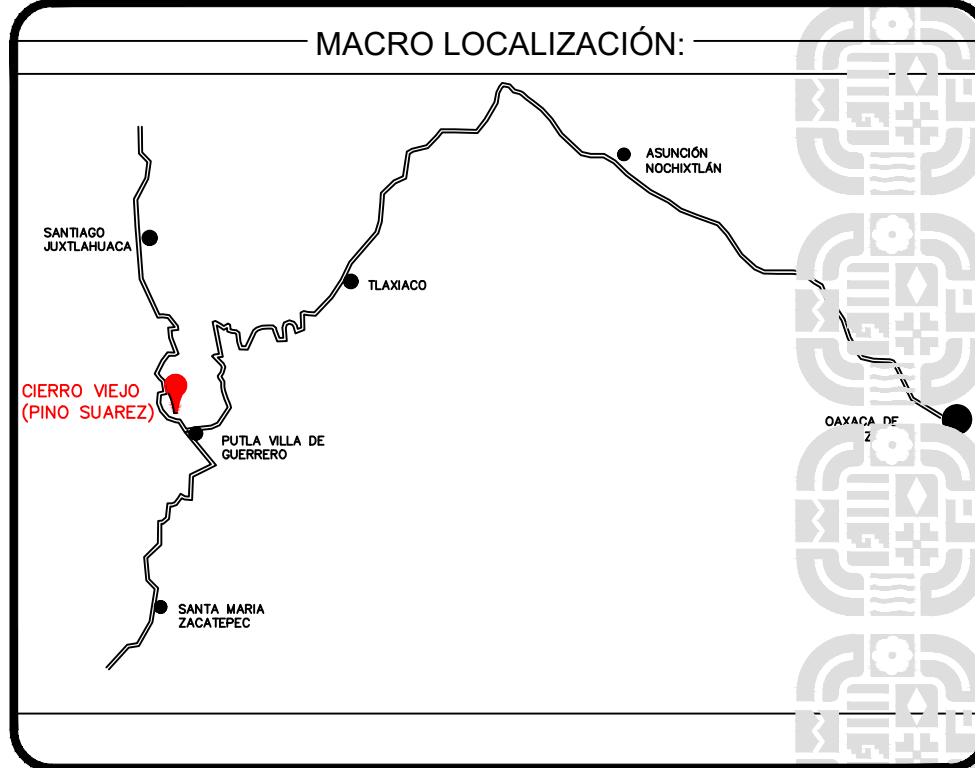 MACRO LOCALIZACIÓN:
ASUNCIÓN
NOCHIXTLÁN
SANTIAGO
JUXTLAHUACA
TLAXIACO
CIERRO VIEJO
(PINO SUAREZ)
OAXACA DE
PUTLA VILLA DE
GUERRERO
SANTA MARIA
ZACATEPEC